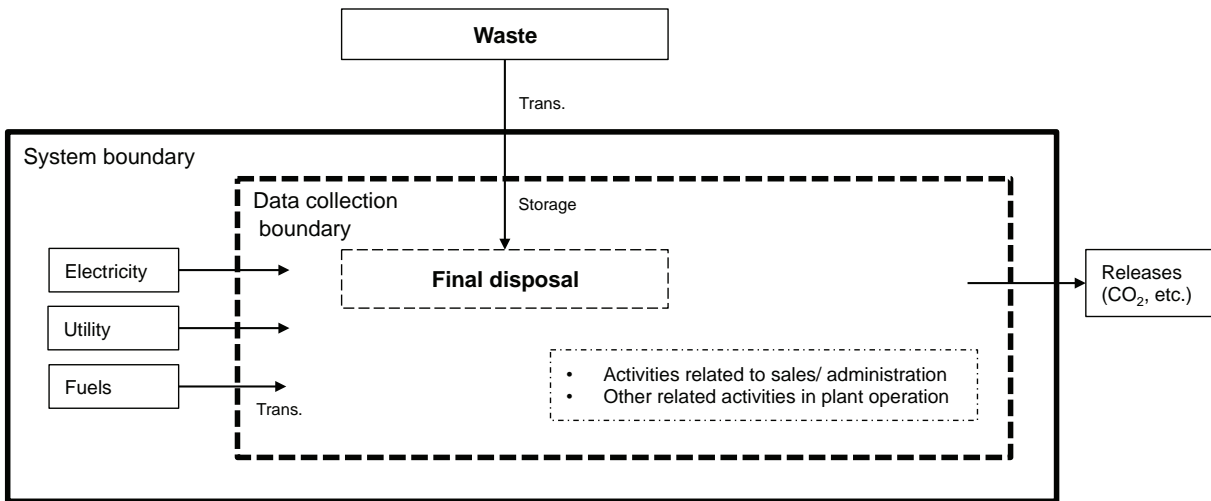 Waste
Trans.
System boundary
Data collection
boundary
Storage
Electricity
Final disposal
Releases
(CO₂, etc.)
Utility
Fuels
Trans.
• Activities related to sales/ administration
• Other related activities in plant operation